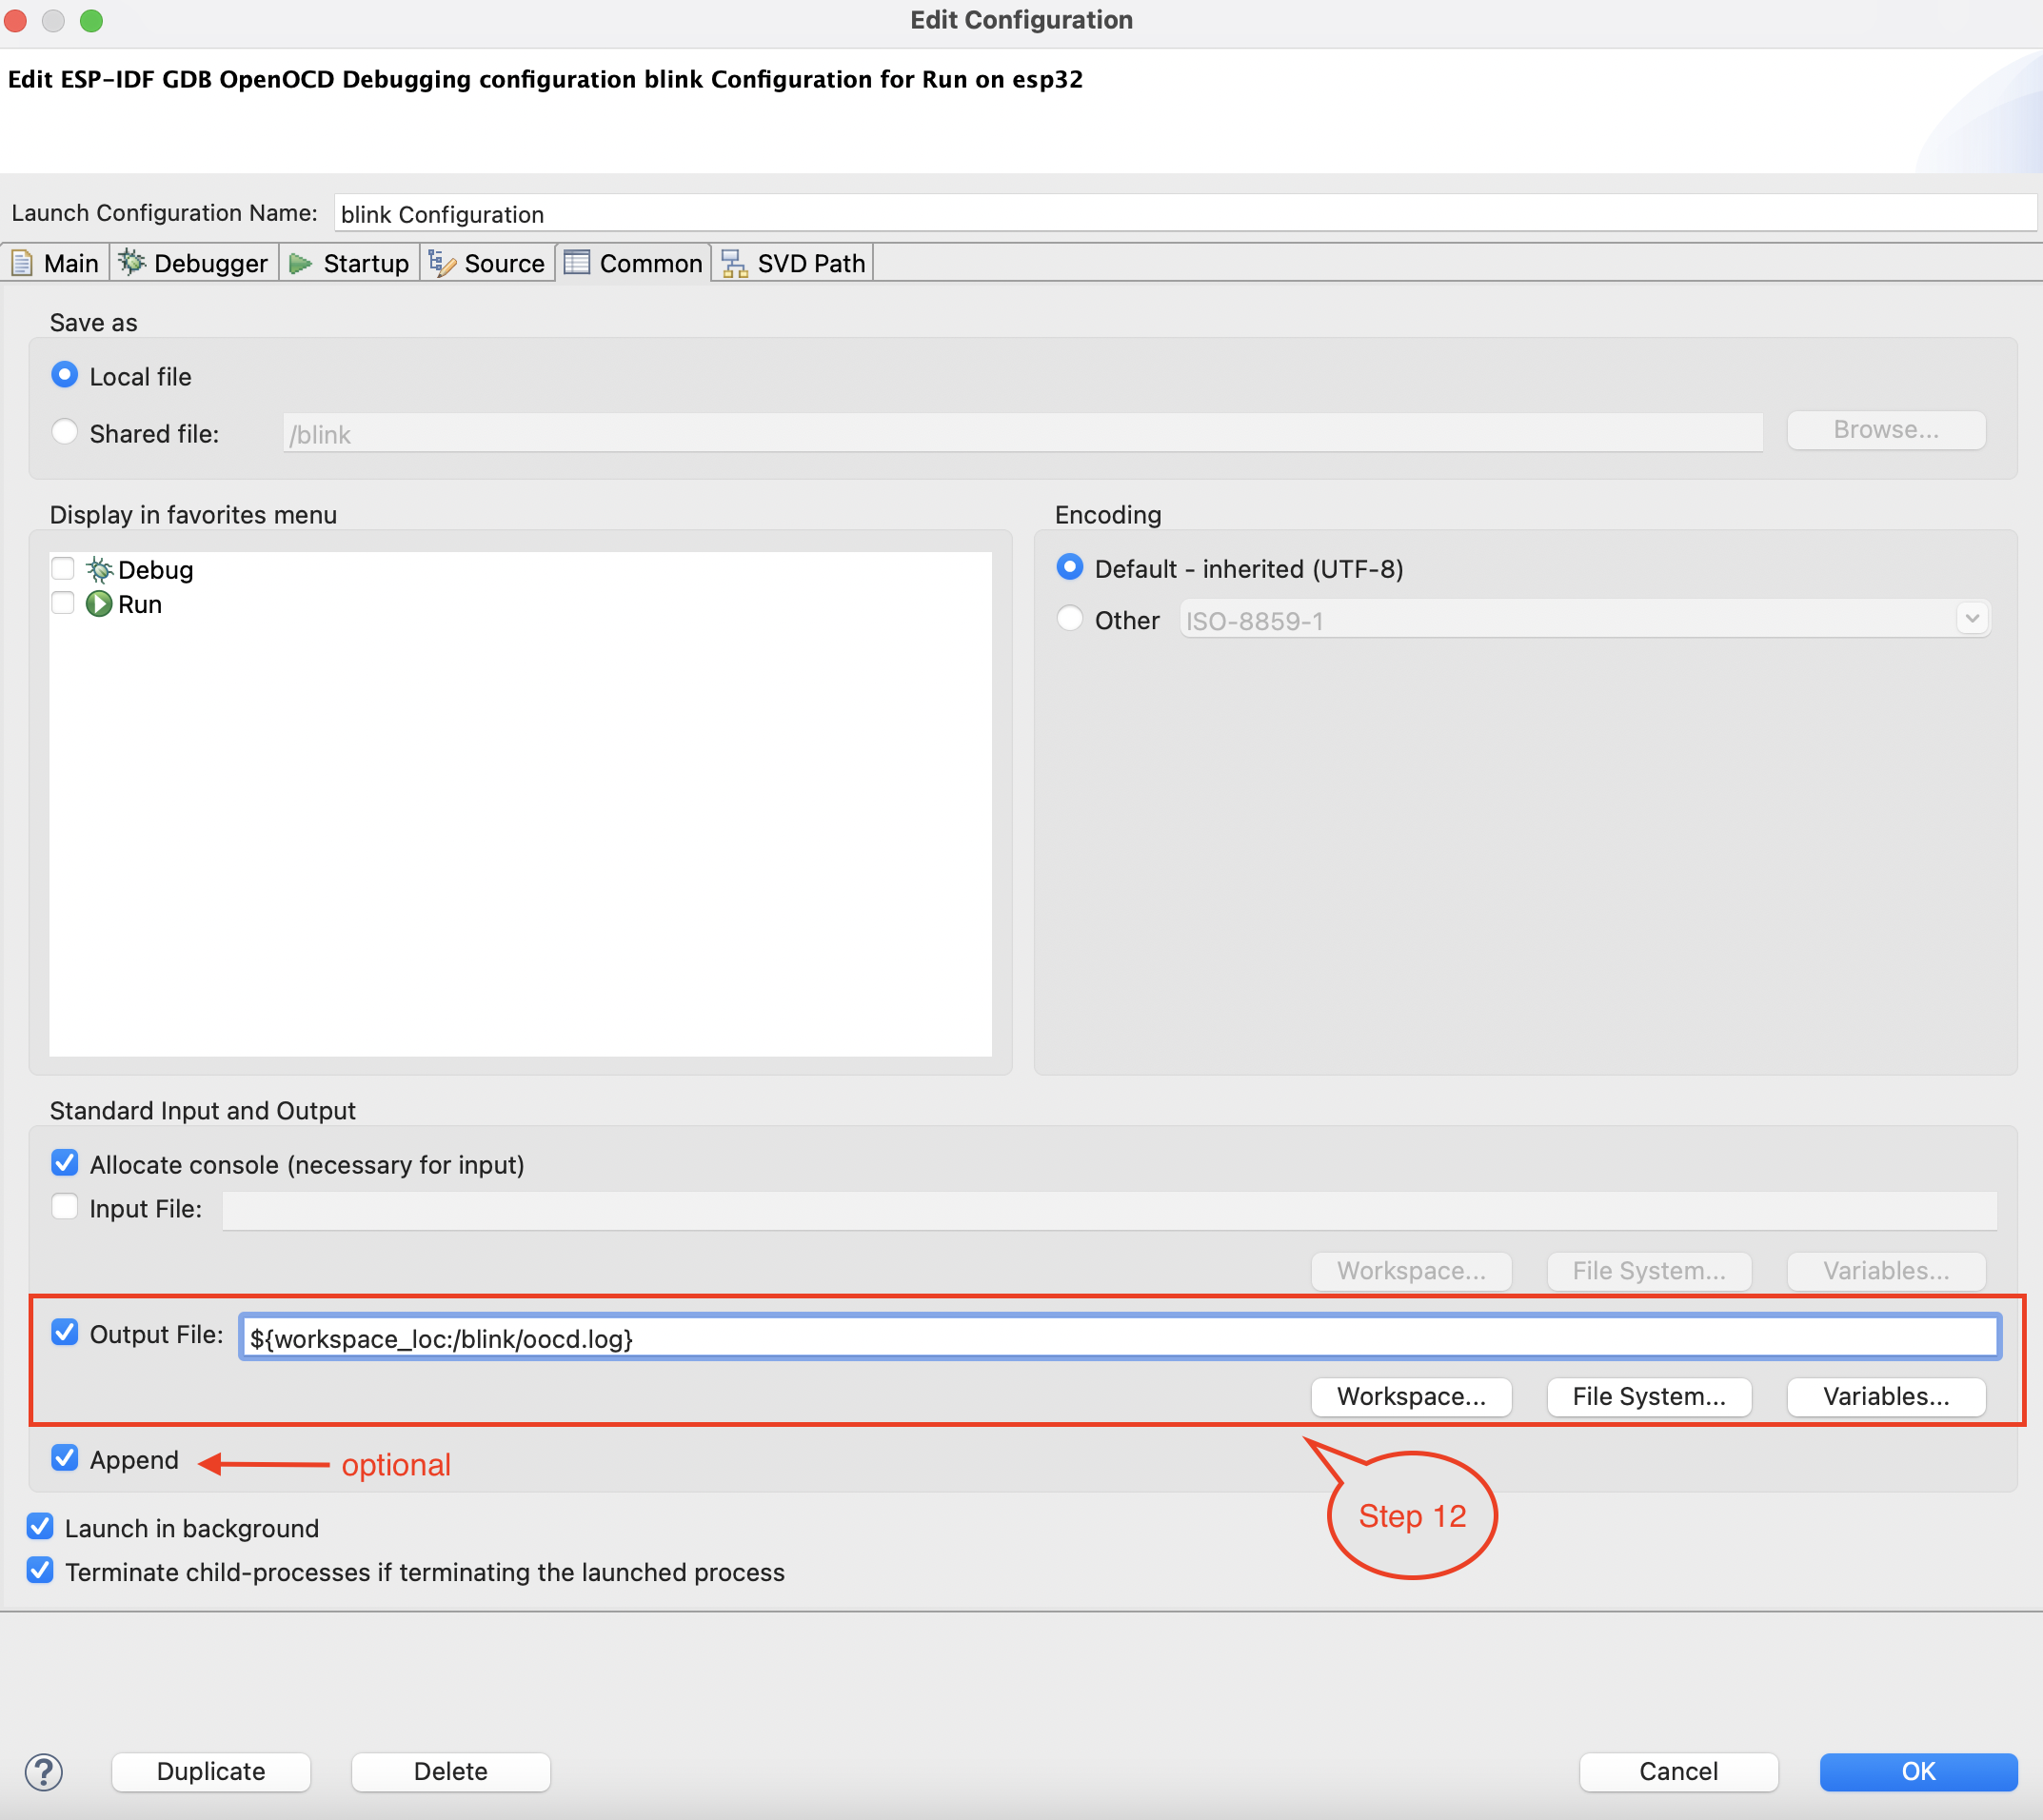 Edit Configuration
Edit ESP-IDF GDB OpenOCD Debugging configuration blink Configuration for Run on esp32
Launch Configuration Name: blink Configuration
Main Debugger Startup Source Common SVD Path
Save as
Local file
Shared file: /blink Browse...
Display in favorites menu
Debug
Run
Encoding
Default - inherited (UTF-8)
Other ISO-8859-1
Standard Input and Output
Allocate console (necessary for input)
Input File:
Workspace... File System... Variables...
Output File: ${workspace_loc:/blink/oocd.log}
Workspace... File System... Variables...
Append optional
Step 12
Launch in background
Terminate child-processes if terminating the launched process
? Duplicate Delete Cancel OK